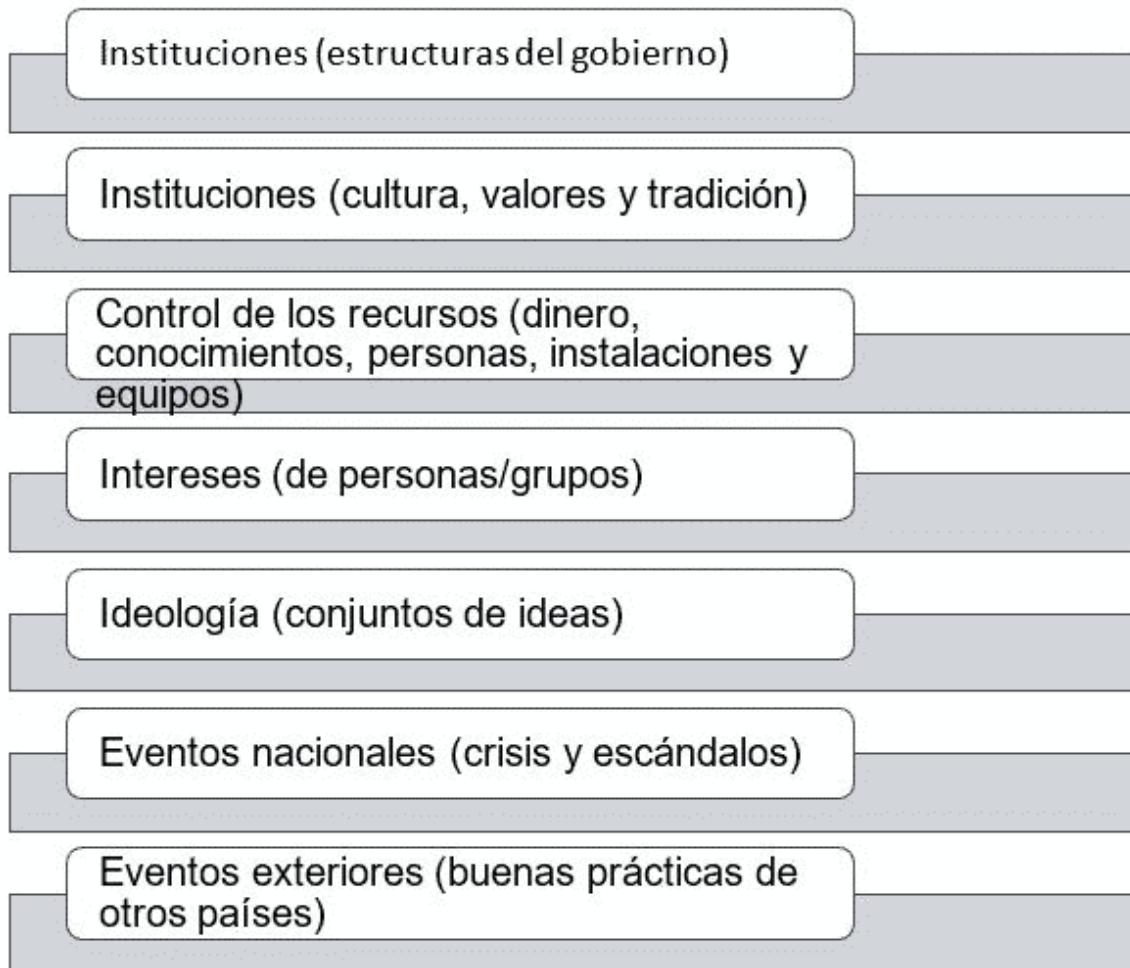 Instituciones (estructuras del gobierno)
Instituciones (cultura, valores y tradición)
Control de los recursos (dinero,
conocimientos, personas, instalaciones y
equipos)
Intereses (de personas/grupos)
Ideología (conjuntos de ideas)
Eventos nacionales (crisis y escándalos)
Eventos exteriores (buenas prácticas de
otros países)